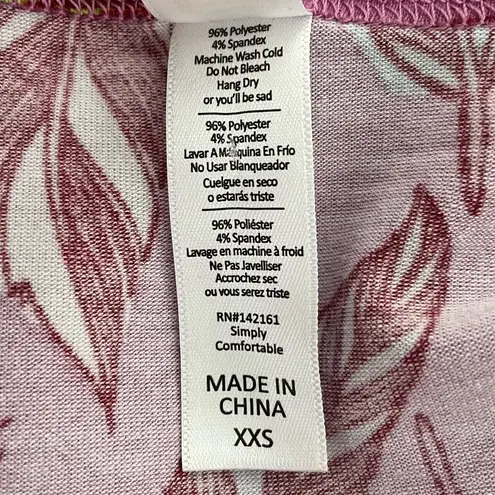 96% Polyester
4% Spandex
Machine Wash Cold
Do Not Bleach
Hang Dry
or you'll be sad
96% Polyester
4% Spandex
Lavar A Máquina En Frío
No Usar Blanqueador
Cuelgue en seco
o estarás triste
96% Poliéster
4% Spandex
Lavage en machine à froid
Ne Pas Javelliser
Accrochez sec
ou vous serez triste
RN#142161
Simply
Comfortable
MADE IN
CHINA
XXS